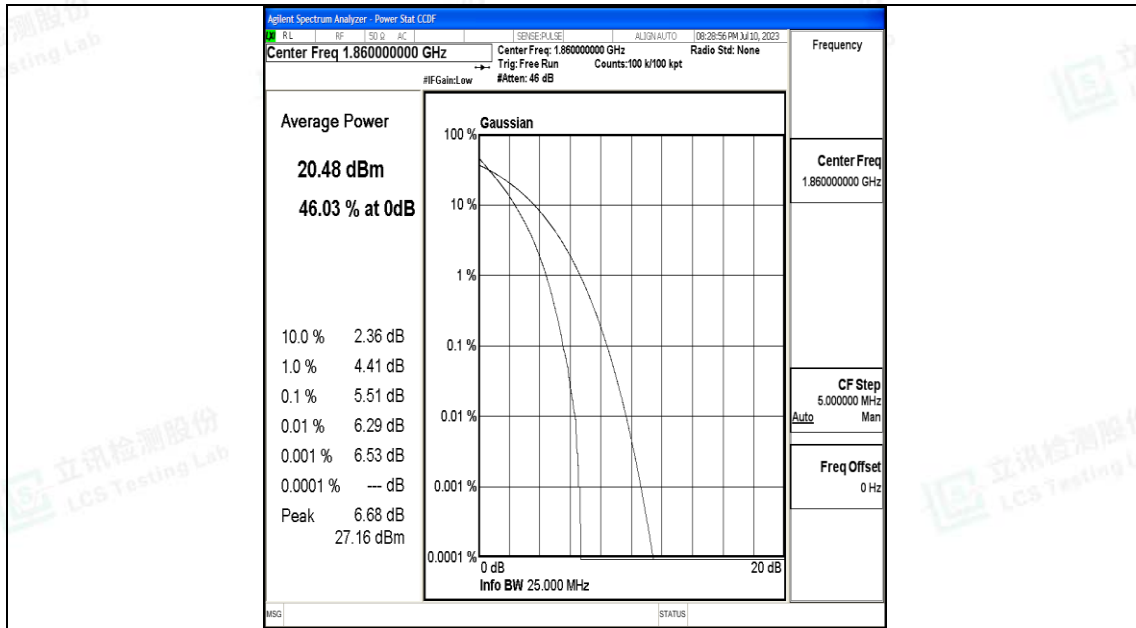 Agilent Spectrum Analyzer - Power Stat CCDF
LXI RL RF 50 Ω AC SENSE:PULSE ALIGN AUTO 08:28:56 PM Jul 10, 2023
Center Freq 1.860000000 GHz
Center Freq: 1.860000000 GHz Radio Std: None
Trig: Free Run Counts:100 k/100 kpt
#IFGain:Low #Atten: 46 dB
Frequency
Average Power
20.48 dBm
46.03 % at 0dB
10.0 % 2.36 dB
1.0 % 4.41 dB
0.1 % 5.51 dB
0.01 % 6.29 dB
0.001 % 6.53 dB
0.0001 % --- dB
Peak 6.68 dB
27.16 dBm
Gaussian
100 %
10 %
1 %
0.1 %
0.01 %
0.001 %
0.0001 %
0 dB 20 dB
Info BW 25.000 MHz
Center Freq
1.860000000 GHz
CF Step
5.000000 MHz
Auto Man
Freq Offset
0 Hz
MSG STATUS
立讯检测股份
LCS Testing Lab
立讯检测股份